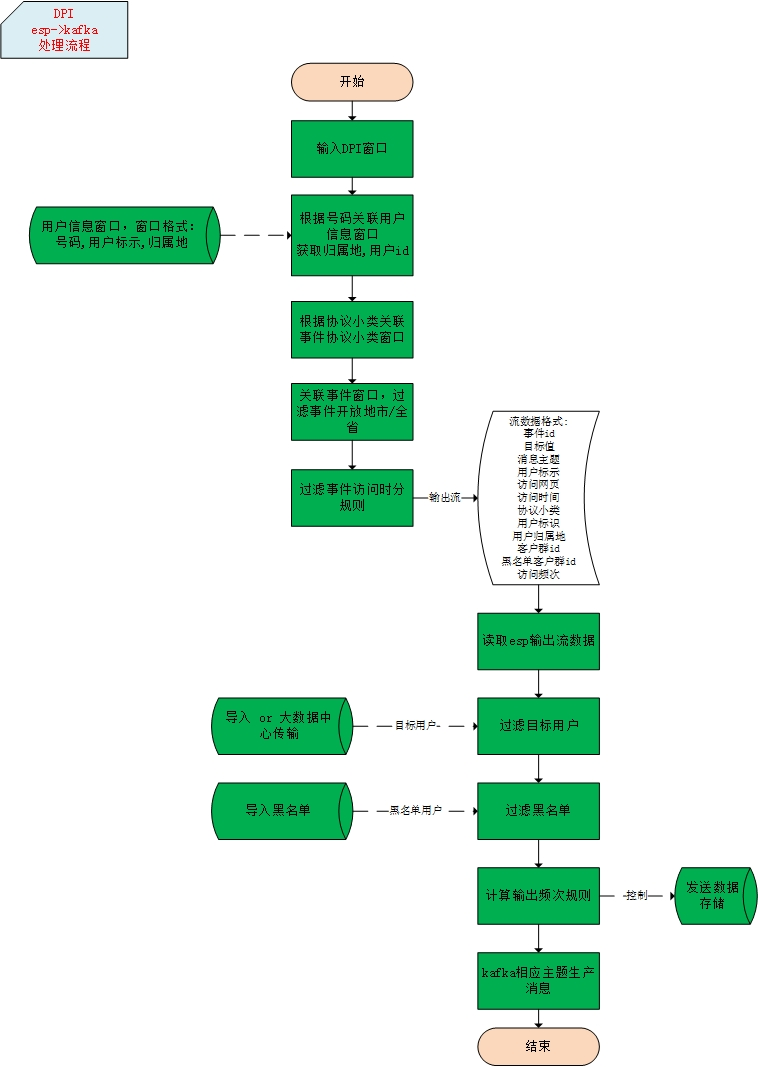 DPI
esp->kafka
处理流程
开始
输入DPI窗口
用户信息窗口，窗口格式：
号码,用户标示,归属地
根据号码关联用户
信息窗口
获取归属地,用户id
根据协议小类关联
事件协议小类窗口
关联事件窗口，过
滤事件开放地市/全
省
过滤事件访问时分
规则
输出流
流数据格式:
事件id
目标值
消息主题
用户标示
访问网页
访问时间
协议小类
用户标识
用户归属地
客户群id
黑名单客户群id
访问频次
读取esp输出流数据
导入 or 大数据中
心传输
目标用户
过滤目标用户
导入黑名单
黑名单用户
过滤黑名单
计算输出频次规则
控制
发送数据
存储
kafka相应主题生产
消息
结束